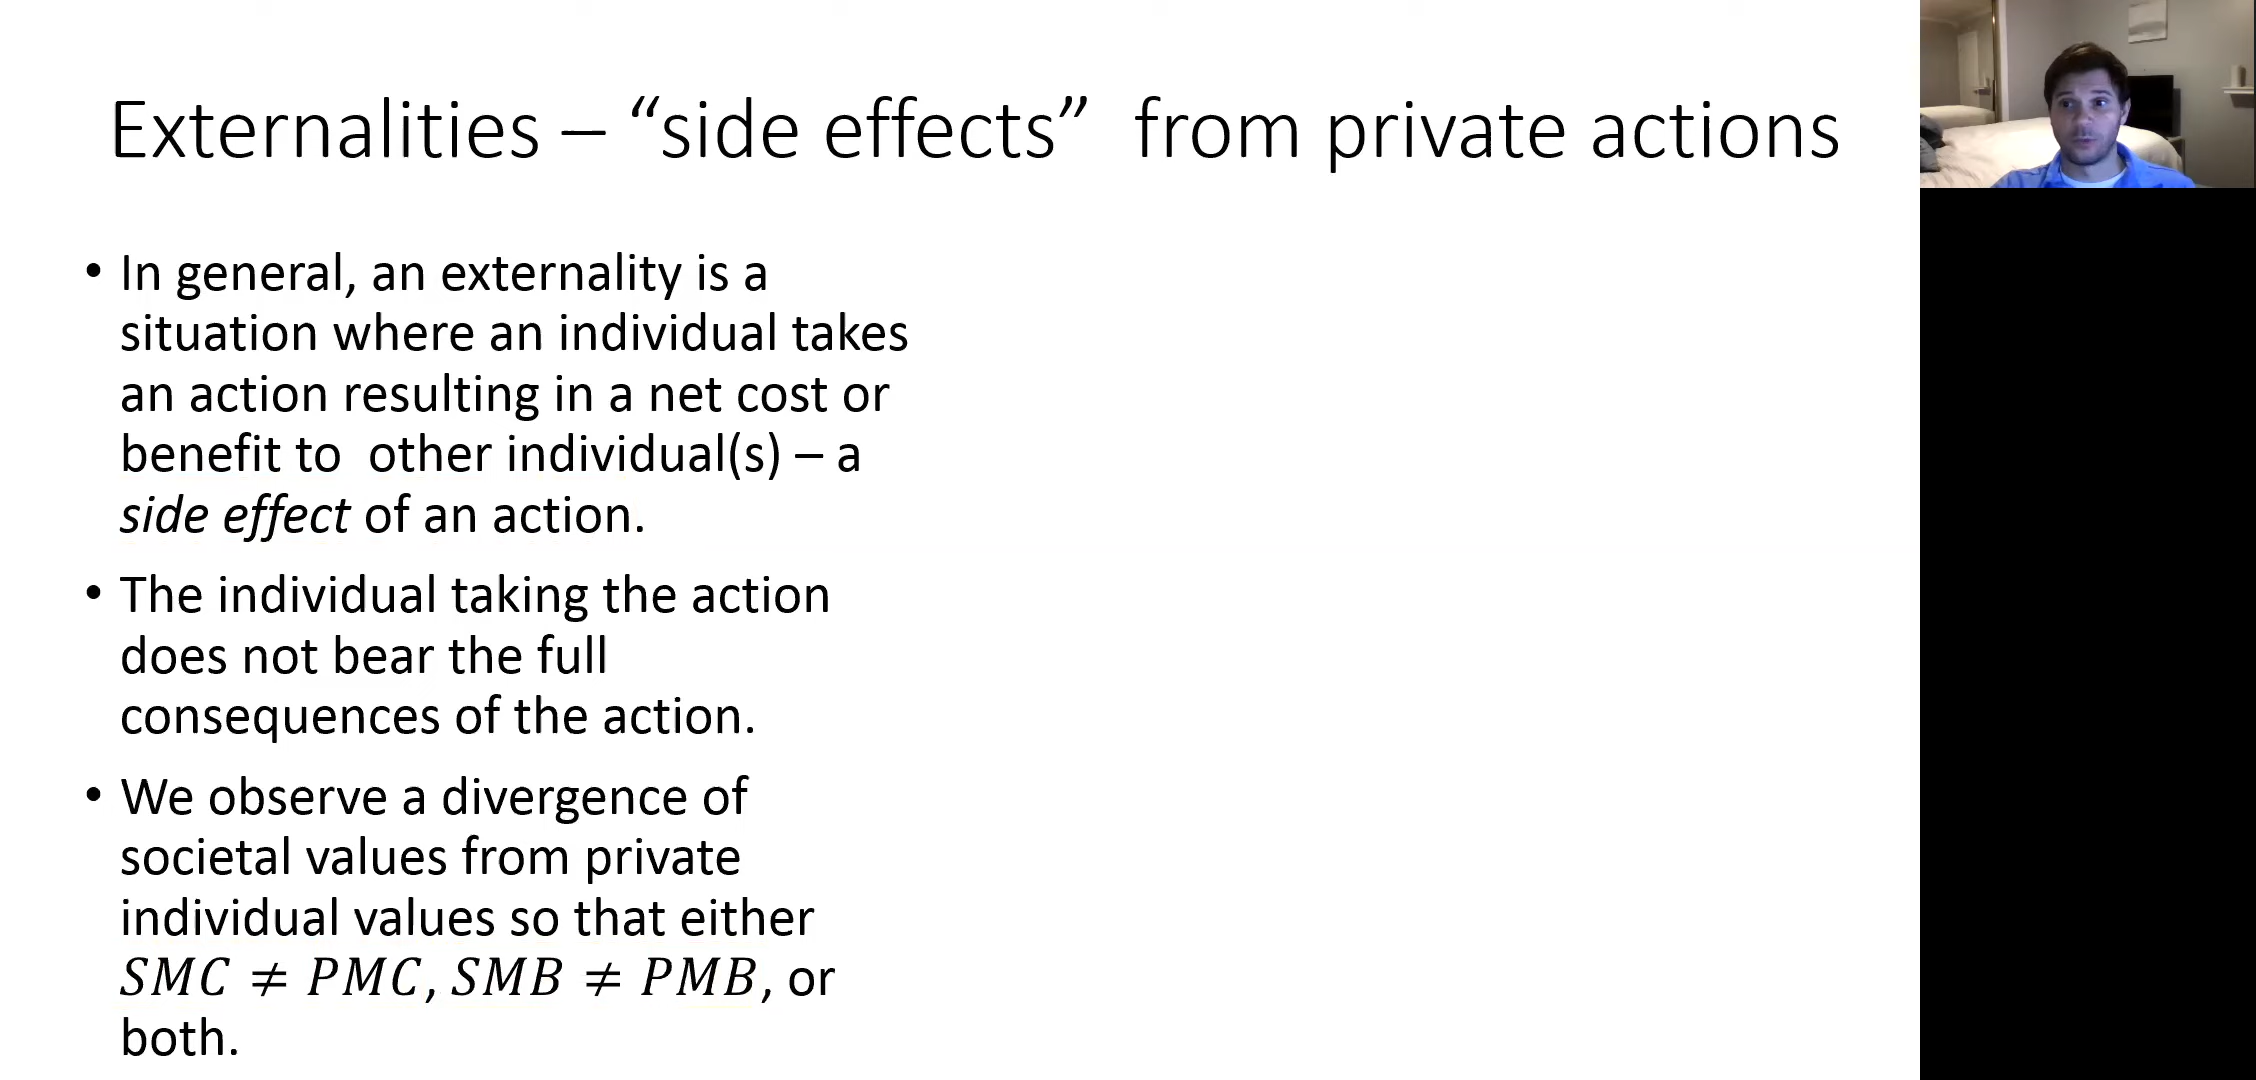 Externalities – “side effects”  from private actions
• In general, an externality is a
situation where an individual takes
an action resulting in a net cost or
benefit to  other individual(s) – a
side effect of an action.
• The individual taking the action
does not bear the full
consequences of the action.
• We observe a divergence of
societal values from private
individual values so that either
SMC ≠ PMC, SMB ≠ PMB, or
both.